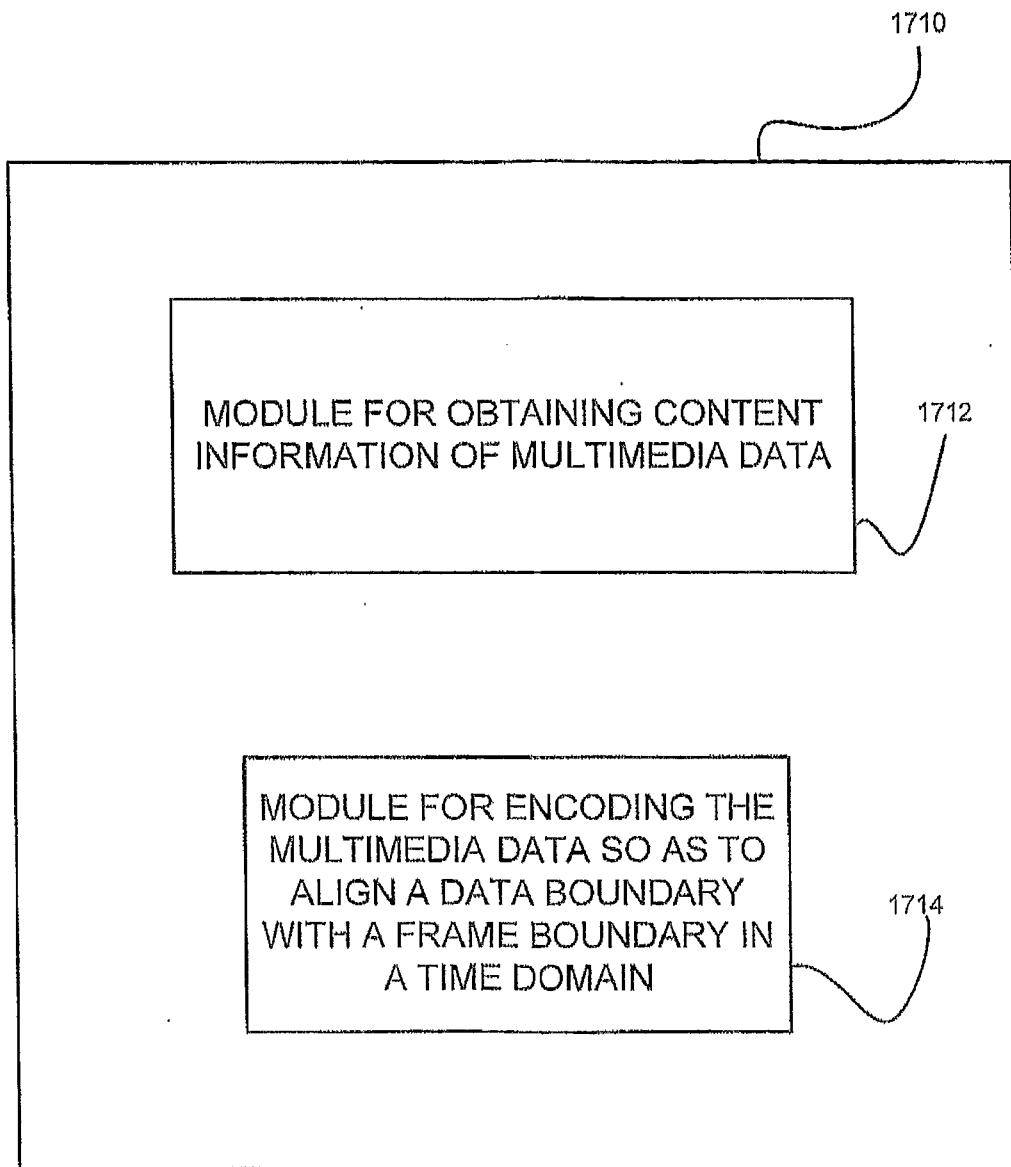 1710
MODULE FOR OBTAINING CONTENT
INFORMATION OF MULTIMEDIA DATA
1712
MODULE FOR ENCODING THE
MULTIMEDIA DATA SO AS TO
ALIGN A DATA BOUNDARY
WITH A FRAME BOUNDARY IN
A TIME DOMAIN
1714